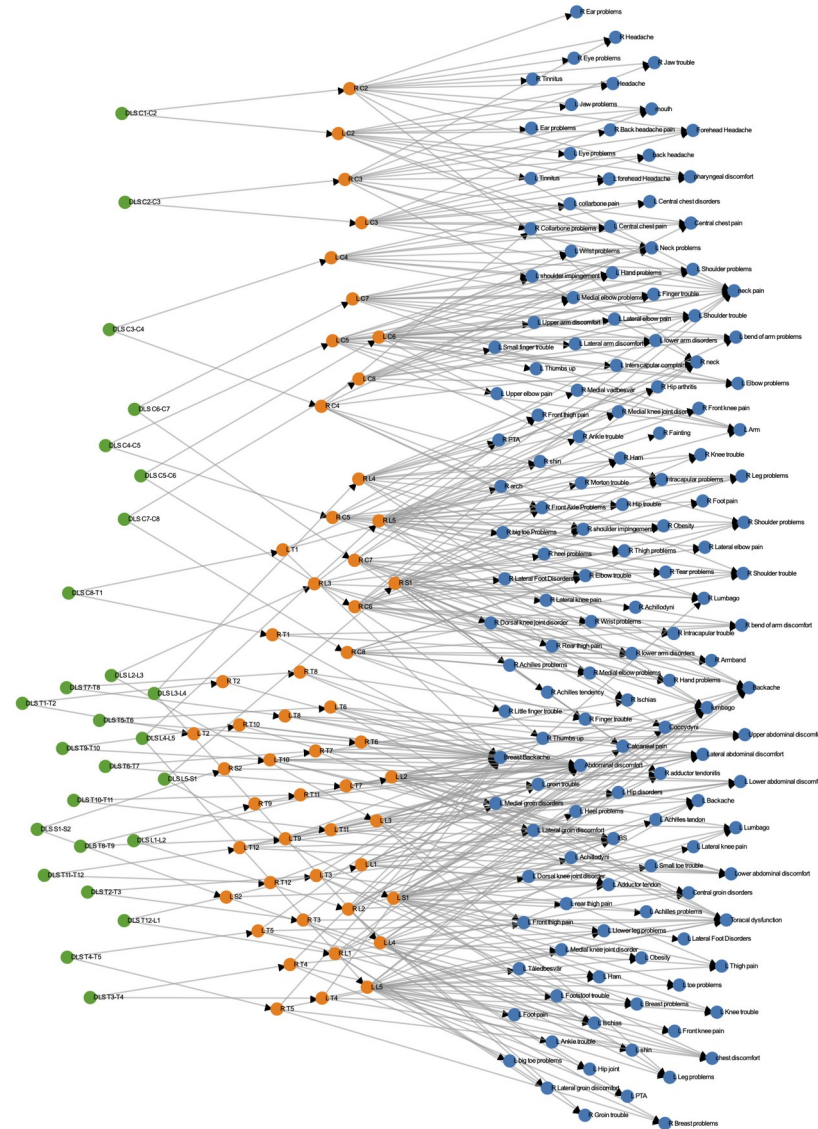 R Ear problems
R Headache
R Eye problems
R Jaw trouble
R Tinnitus
Headache
R C2
L Jaw problems
mouth
DLS C1-C2
L C2
L Ear problems
R Back headache pain
Forehead Headache
L Eye problems
back headache
R C3
L Tinnitus
L forehead Headache
pharyngeal discomfort
DLS C2-C3
L collarbone pain
L Central chest disorders
L C3
R Collarbone problems
L Central chest pain
Central chest pain
L C4
L Wrist problems
L Neck problems
L shoulder impingement
L Hand problems
L Shoulder problems
L C7
L Medial elbow problems
L Finger trouble
neck pain
DLS C3-C4
L Upper arm discomfort
L Lateral elbow pain
L Shoulder trouble
L C5
L C6
L Small finger trouble
L Lateral arm discomfort
L lower arm disorders
L bend of arm problems
L C8
L Thumbs up
L Interscapular complaints
R neck
R C4
L Upper elbow pain
R Medial vadbesvär
R Hip arthritis
L Elbow problems
DLS C6-C7
R Front thigh pain
R Medial knee joint disorder
R Front knee pain
DLS C4-C5
R PTA
R Ankle trouble
R Fainting
L Arm
DLS C5-C6
R L4
R shin
R Ham
R Knee trouble
R arch
R Morton trouble
Intracapular problems
R Leg problems
DLS C7-C8
R C5
R L5
R Front Axle Problems
R Hip trouble
R Foot pain
R big toe Problems
R shoulder impingement
R Obesity
R Shoulder problems
L T1
R C7
R heel problems
R Thigh problems
R Lateral elbow pain
DLS C8-T1
R L3
R S1
R Lateral Foot Disorders
R Elbow trouble
R Tear problems
R Shoulder trouble
R C6
R Lateral knee pain
R Achillodyni
R Lumbago
R T1
R Dorsal knee joint disorder
R Wrist problems
R Intracapular trouble
R bend of arm discomfort
R C8
R Rear thigh pain
R lower arm disorders
R Armband
DLS L2-L3
R T8
R Achilles problems
R Medial elbow problems
R Hand problems
Backache
DLS T7-T8
R T2
DLS L3-L4
R Achilles tendency
R Ischias
DLS T1-T2
L T6
R Little finger trouble
R Finger trouble
lumbago
DLS T5-T6
L T8
R T10
Coccydyni
DLS L4-L5
L T2
R T6
R Thumbs up
Calcaneal pain
Upper abdominal discomf
DLS T9-T10
R T7
L T10
Breast Backache
Abdominal discomfort
Lateral abdominal discomfort
DLS T6-T7
R S2
L L2
R adductor tendonitis
DLS L5-S1
L T7
L groin trouble
L Hip disorders
L Lower abdominal discomf
DLS T10-T11
R T11
R T9
L Medial groin disorders
L Heel problems
L Backache
DLS S1-S2
L T11
L L3
L Lateral groin discomfort
L Achilles tendon
L Lumbago
DLS L1-L2
L T9
IBS
DLS T8-T9
L T12
L Achillodyni
L Lateral knee pain
L L1
L Small toe trouble
DLS T11-T12
L T3
L Dorsal knee joint disorder
L Adductor tendon
Lower abdominal discomfort
R T12
DLS T2-T3
L S2
L S1
L rear thigh pain
Central groin disorders
R L2
L Achilles problems
DLS T12-L1
R T3
L Front thigh pain
Toracal dysfunction
L T5
L Llower leg problems
L L4
L Lateral Foot Disorders
DLS T4-T5
R L1
L Medial knee joint disorder
L Obesity
R T4
L Tåledbesvär
L Ham
L Thigh pain
L L5
L toe problems
DLS T3-T4
L T4
L Footstool trouble
L Breast problems
R T5
L Foot pain
L Ischias
L Knee trouble
L Front knee pain
L Ankle trouble
L shin
L big toe problems
L Hip joint
chest discomfort
L Leg problems
R Lateral groin discomfort
L PTA
R Groin trouble
R Breast problems